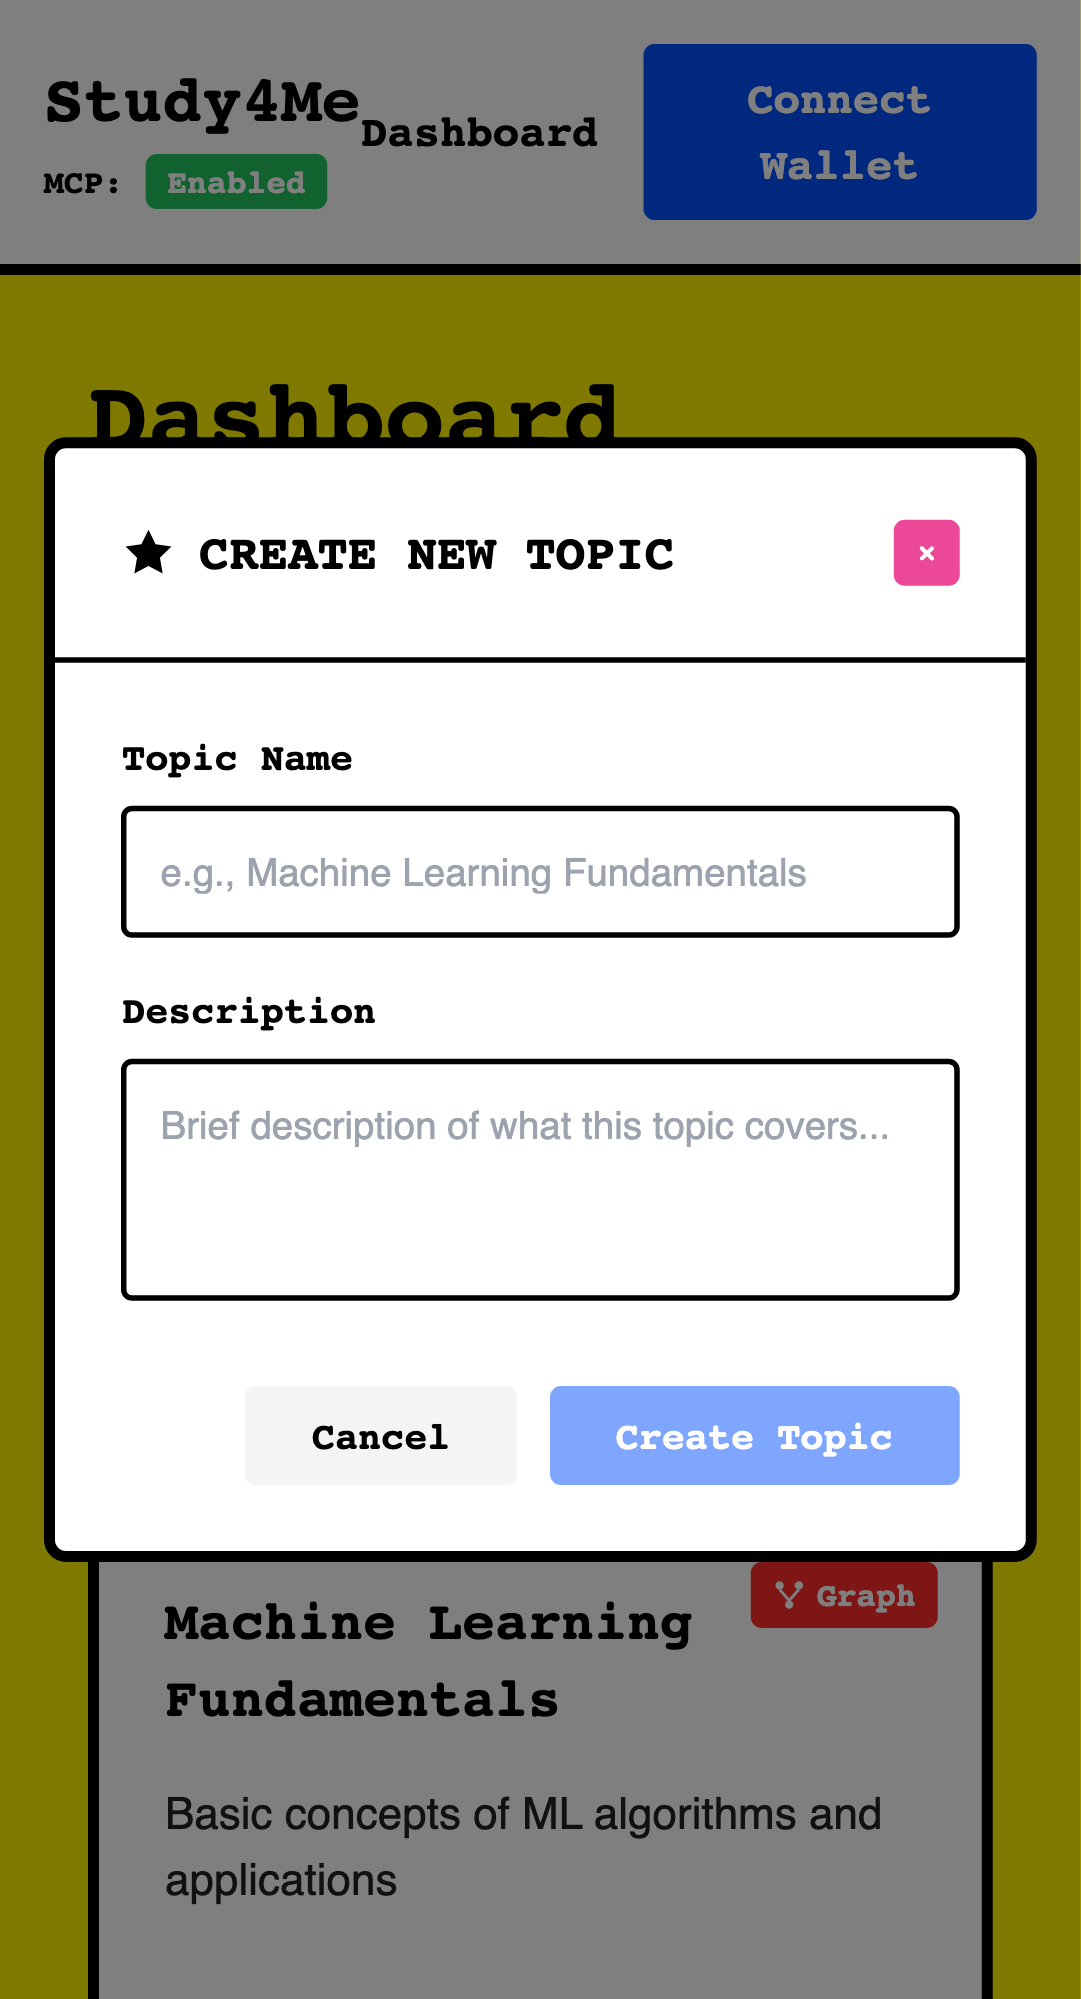 Study4Me
Dashboard
MCP: Enabled
Connect
Wallet
Dashboard
CREATE NEW TOPIC
×
Topic Name
e.g., Machine Learning Fundamentals
Description
Brief description of what this topic covers...
Cancel
Create Topic
Machine Learning
Fundamentals
Graph
Basic concepts of ML algorithms and
applications